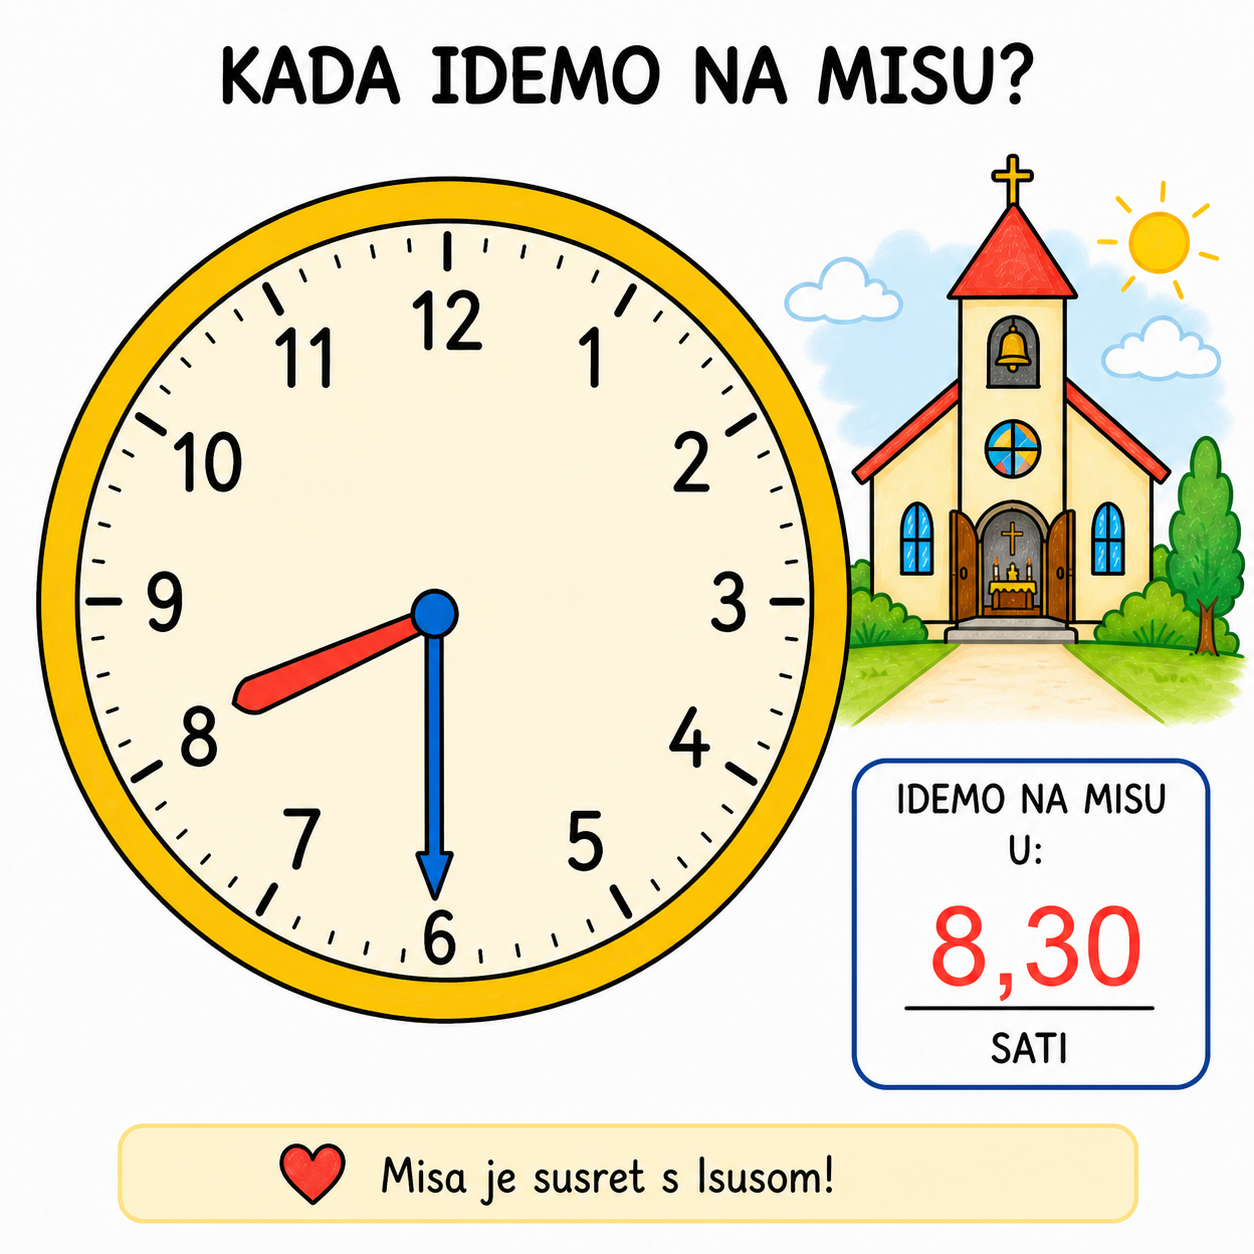 KADA IDEMO NA MISU?
12
11
1
10
2
9
3
8
4
7
5
6
IDEMO NA MISU
U:
8,30
SATI
Misa je susret s Isusom!